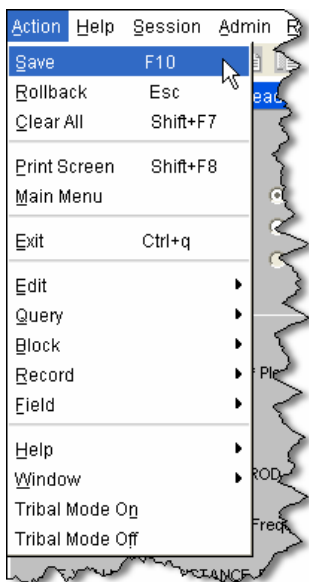 Action Help Session Admin
Save F10
Rollback Esc
Clear All Shift+F7
Print Screen Shift+F8
Main Menu
Exit Ctrl+q
Edit
Query
Block
Record
Field
Help
Window
Tribal Mode On
Tribal Mode Off